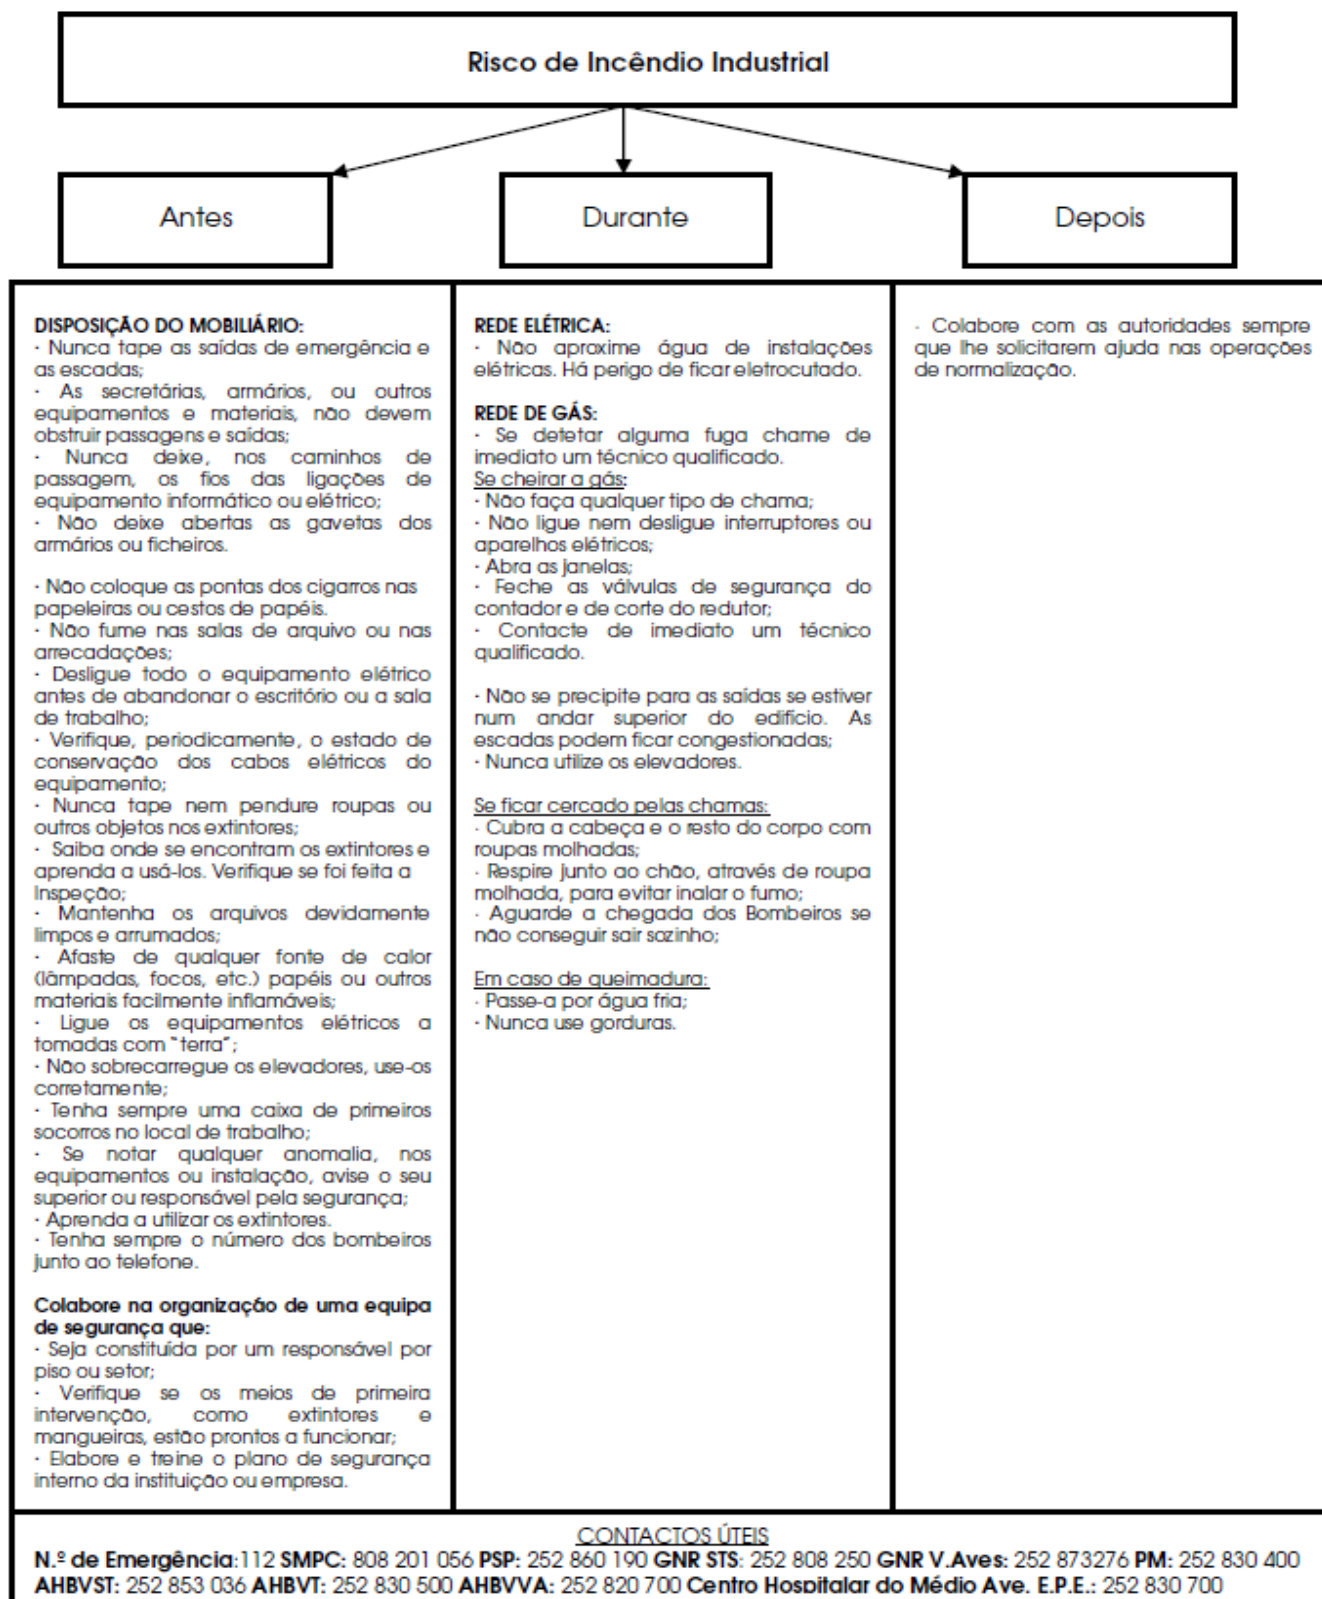 Risco de Incêndio Industrial
Antes
Durante
Depois
DISPOSIÇÃO DO MOBILIÁRIO:
· Nunca tape as saídas de emergência e
as escadas;
· As secretárias, armários, ou outros
equipamentos e materiais, não devem
obstruir passagens e saídas;
· Nunca deixe, nos caminhos de
passagem, os fios das ligações de
equipamento informático ou elétrico;
· Não deixe abertas as gavetas dos
armários ou ficheiros.
· Não coloque as pontas dos cigarros nas
papeleiras ou cestos de papéis.
· Não fume nas salas de arquivo ou nas
arrecadações;
· Desligue todo o equipamento elétrico
antes de abandonar o escritório ou a sala
de trabalho;
· Verifique, periodicamente, o estado de
conservação dos cabos elétricos do
equipamento;
· Nunca tape nem pendure roupas ou
outros objetos nos extintores;
· Saiba onde se encontram os extintores e
aprenda a usá-los. Verifique se foi feita a
Inspeção;
· Mantenha os arquivos devidamente
limpos e arrumados;
· Afaste de qualquer fonte de calor
(lâmpadas, focos, etc.) papéis ou outros
materiais facilmente inflamáveis;
· Ligue os equipamentos elétricos a
tomadas com "terra";
· Não sobrecarregue os elevadores, use-os
corretamente;
· Tenha sempre uma caixa de primeiros
socorros no local de trabalho;
· Se notar qualquer anomalia, nos
equipamentos ou instalação, avise o seu
superior ou responsável pela segurança;
· Aprenda a utilizar os extintores.
· Tenha sempre o número dos bombeiros
junto ao telefone.
Colabore na organização de uma equipa
de segurança que:
· Seja constituída por um responsável por
piso ou setor;
· Verifique se os meios de primeira
intervenção, como extintores e
mangueiras, estão prontos a funcionar;
· Elabore e treine o plano de segurança
interno da instituição ou empresa.
REDE ELÉTRICA:
· Não aproxime água de instalações
elétricas. Há perigo de ficar eletrocutado.
REDE DE GÁS:
· Se detetar alguma fuga chame de
imediato um técnico qualificado.
Se cheirar a gás:
· Não faça qualquer tipo de chama;
· Não ligue nem desligue interruptores ou
aparelhos elétricos;
· Abra as janelas;
· Feche as válvulas de segurança do
contador e de corte do redutor;
· Contacte de imediato um técnico
qualificado.
· Não se precipite para as saídas se estiver
num andar superior do edifício. As
escadas podem ficar congestionadas;
· Nunca utilize os elevadores.
Se ficar cercado pelas chamas:
· Cubra a cabeça e o resto do corpo com
roupas molhadas;
· Respire junto ao chão, através de roupa
molhada, para evitar inalar o fumo;
· Aguarde a chegada dos Bombeiros se
não conseguir sair sozinho;
Em caso de queimadura:
· Passe-a por água fria;
· Nunca use gorduras.
· Colabore com as autoridades sempre
que lhe solicitarem ajuda nas operações
de normalização.
CONTACTOS ÚTEIS
N.º de Emergência:112 SMPC: 808 201 056 PSP: 252 860 190 GNR STS: 252 808 250 GNR V.Aves: 252 873276 PM: 252 830 400
AHBVST: 252 853 036 AHBVT: 252 830 500 AHBVVA: 252 820 700 Centro Hospitalar do Médio Ave. E.P.E.: 252 830 700